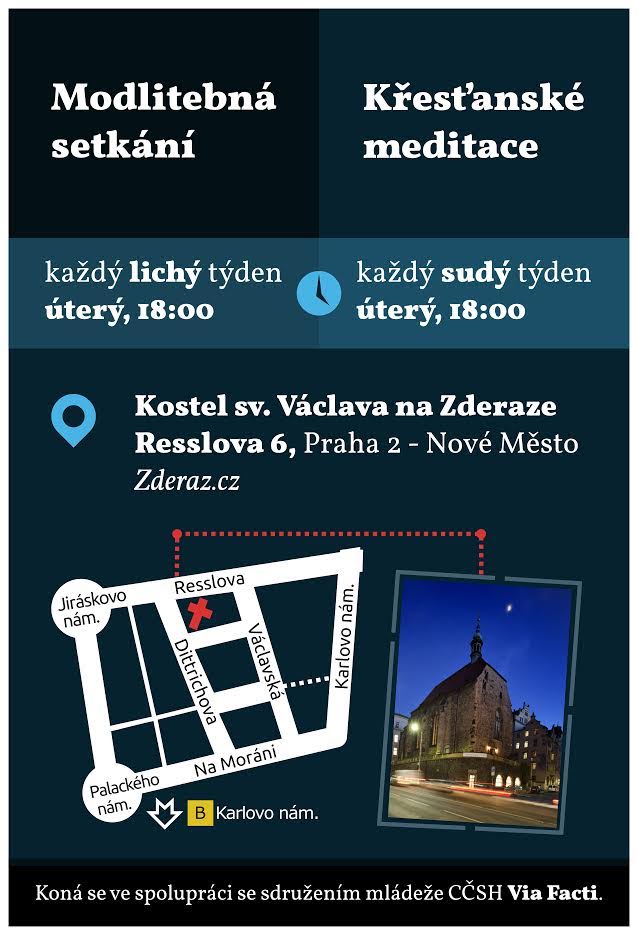 Modlitebná
setkání
Křesťanské
meditace
každý lichý týden
úterý, 18:00
každý sudý týden
úterý, 18:00
Kostel sv. Václava na Zderaze
Resslova 6, Praha 2 - Nové Město
Zderaz.cz
Resslova
Jiráskovo
nám.
Dittrichova
Václavská
Karlovo nám.
Na Moráni
Palackého
nám.
B Karlovo nám.
Koná se ve spolupráci se sdružením mládeže CČSH Via Facti.